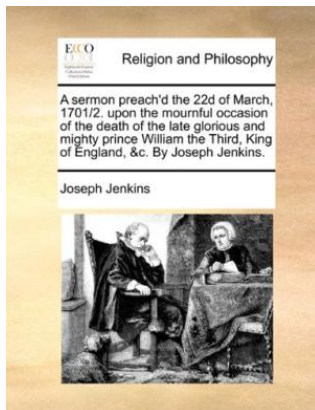 ECCO
Religion and Philosophy
A sermon preach'd the 22d of March,
1701/2. upon the mournful occasion
of the death of the late glorious and
mighty prince William the Third, King
of England, &c. By Joseph Jenkins.
Joseph Jenkins